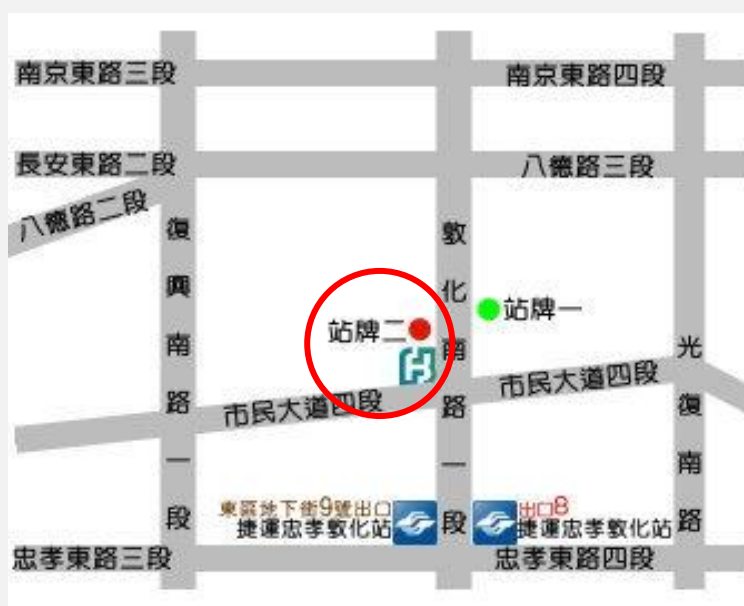 南京東路三段
南京東路四段
長安東路二段
八德路三段
八德路二段
復興南路一段
敦化南路一段
光復南路
站牌一
站牌二
市民大道四段
市民大道四段
東區地下街9號出口
捷運忠孝敦化站
出口8
捷運忠孝敦化站
忠孝東路三段
忠孝東路四段